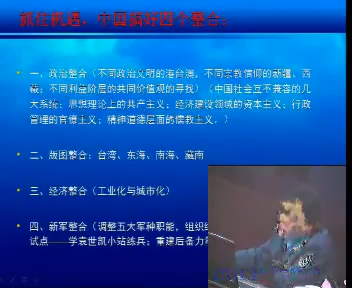 抓住机遇，中国搞好四个整合：
一、政治整合（不同政治文明的港台澳，不同宗教信仰的新疆、西
藏；不同利益阶层的共同价值观的寻找）（中国社会互不兼容的几
大系统：思想理论上的共产主义；经济建设领域的资本主义；行政
管理的官僚主义；精神道德层面的儒教主义。）
二、版图整合：台湾、东海、南海、藏南
三、经济整合（工业化与城市化）
四、新军整合（调整五大军种职能，组织
试点——学袁世凯小站练兵；重建后备力